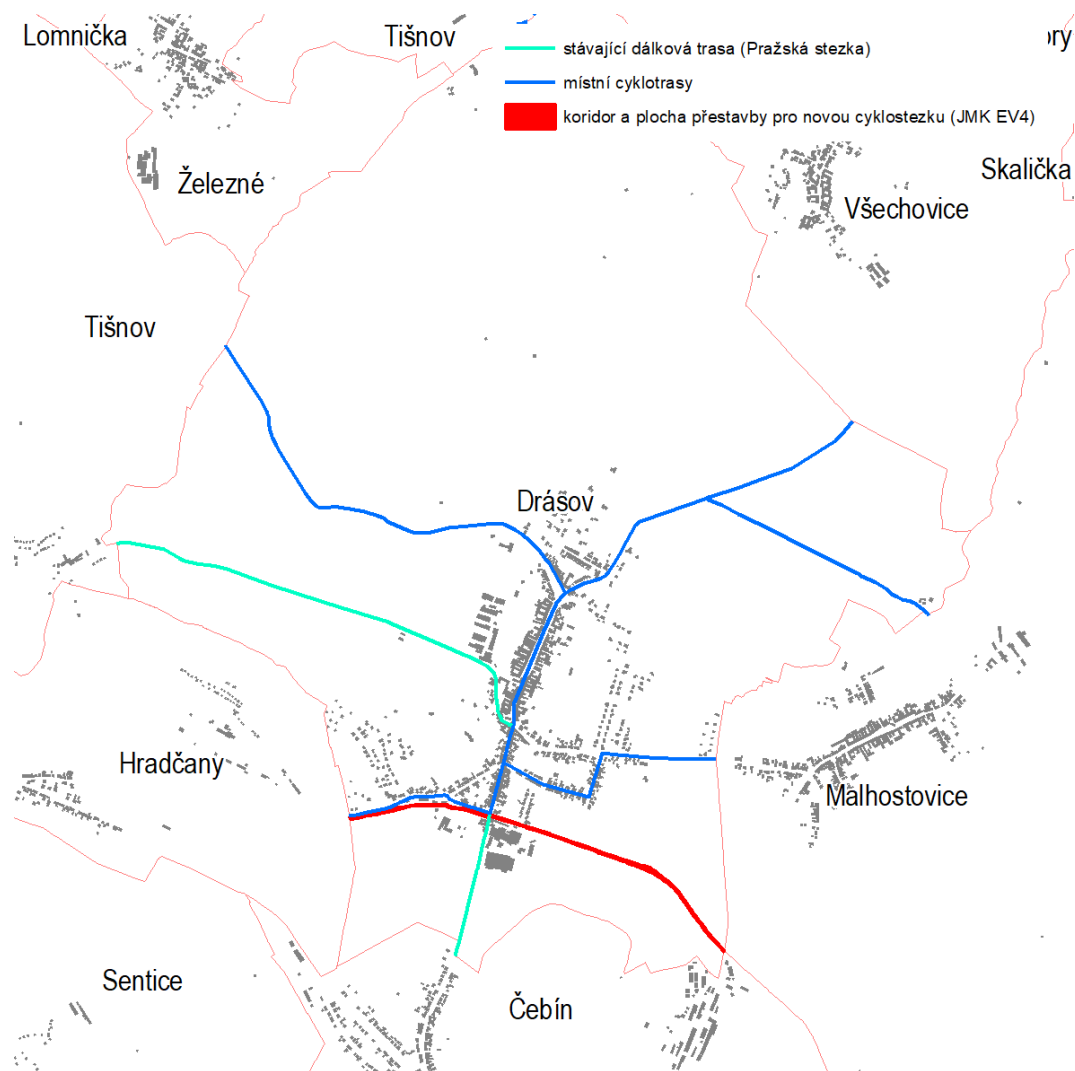 Lomnička
Tišnov
stávající dálková trasa (Pražská stezka)
místní cyklotrasy
koridor a plocha přestavby pro novou cyklostezku (JMK EV4)
Železné
Skalička
Všechovice
Tišnov
Drásov
Hradčany
Malhostovice
Sentice
Čebín